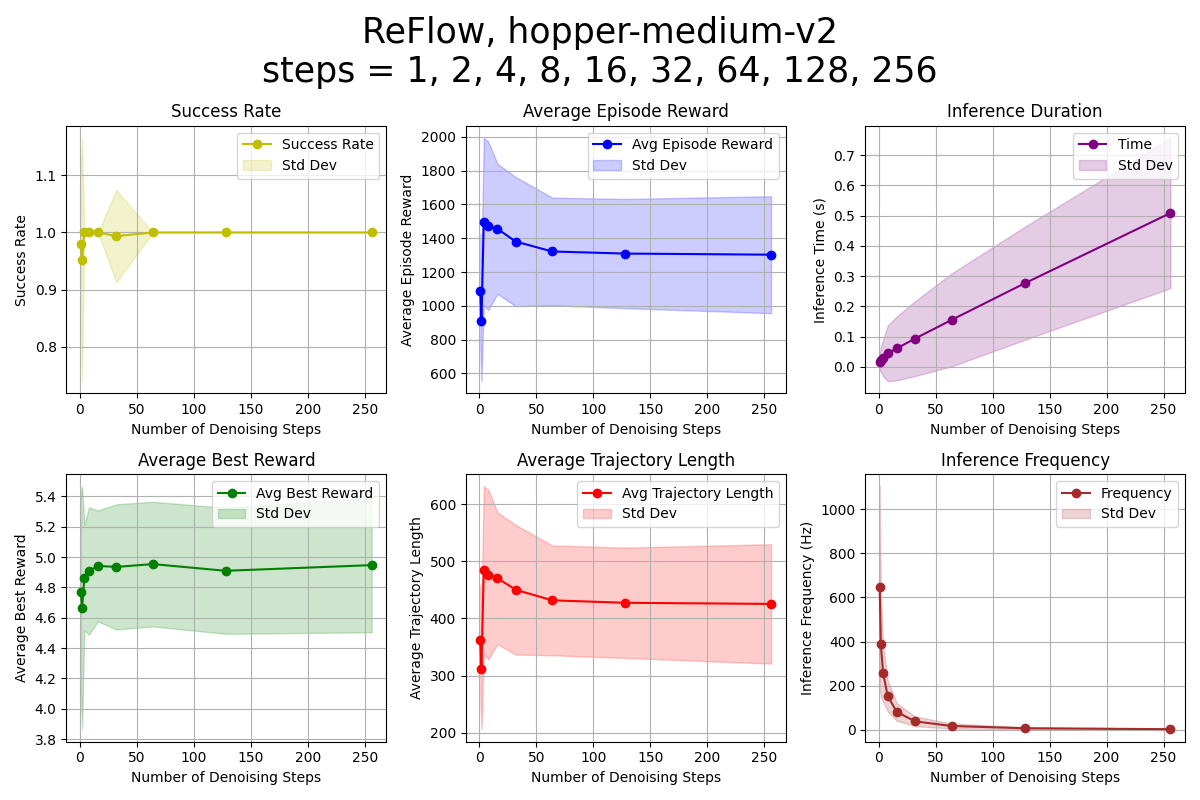 ReFlow, hopper-medium-v2
steps = 1, 2, 4, 8, 16, 32, 64, 128, 256
Success Rate
Success Rate
Std Dev
1.1
1.0
0.9
0.8
Success Rate
0 50 100 150 200 250
Number of Denoising Steps
Average Episode Reward
Avg Episode Reward
Std Dev
2000
1800
1600
1400
1200
1000
800
600
Average Episode Reward
0 50 100 150 200 250
Number of Denoising Steps
Inference Duration
Time
Std Dev
0.7
0.6
0.5
0.4
0.3
0.2
0.1
0.0
Inference Time (s)
0 50 100 150 200 250
Number of Denoising Steps
Average Best Reward
Avg Best Reward
Std Dev
5.4
5.2
5.0
4.8
4.6
4.4
4.2
4.0
3.8
Average Best Reward
0 50 100 150 200 250
Number of Denoising Steps
Average Trajectory Length
Avg Trajectory Length
Std Dev
600
500
400
300
200
Average Trajectory Length
0 50 100 150 200 250
Number of Denoising Steps
Inference Frequency
Frequency
Std Dev
1000
800
600
400
200
0
Inference Frequency (Hz)
0 50 100 150 200 250
Number of Denoising Steps